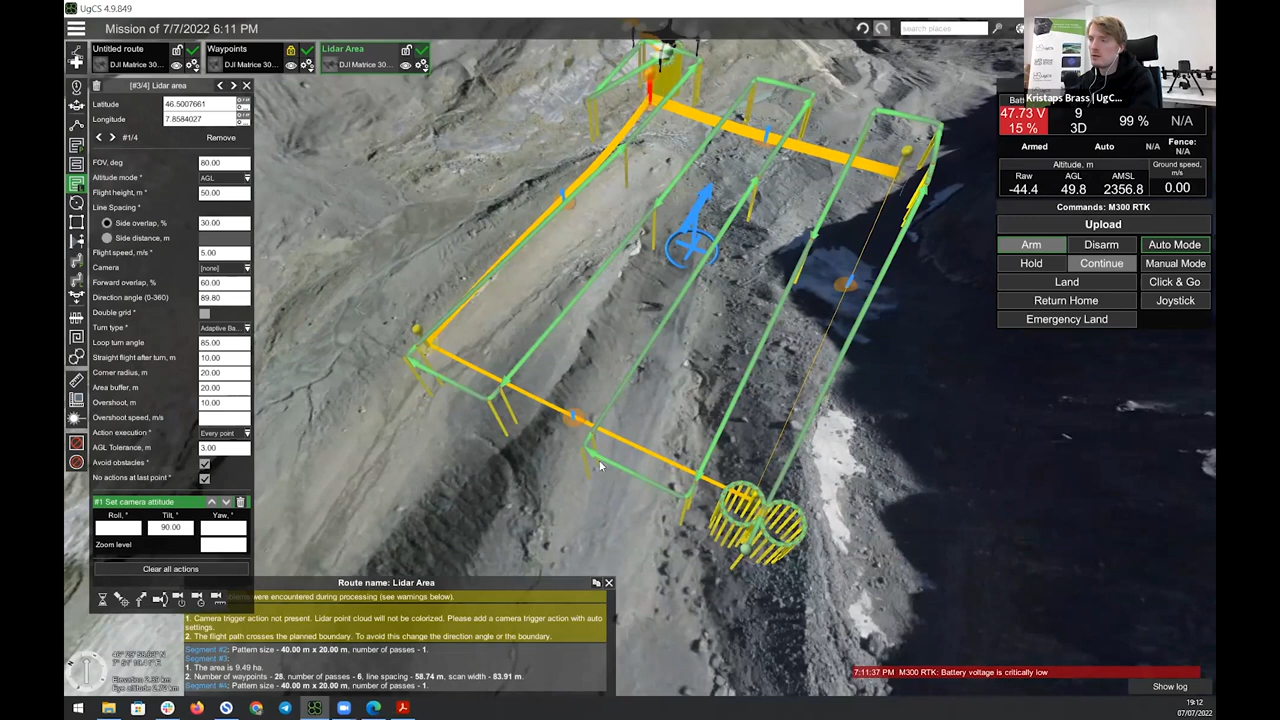 UgCS 4.9.849
Mission of 7/7/2022 6:11 PM
search places
Untitled route
DJI Matrice 30...
Waypoints
DJI Matrice 30...
Lidar Area
DJI Matrice 30...
[#3/4] Lidar area
Latitude 46.5007661
Longitude 7.8584027
#1/4 Remove
FOV, deg 80.00
Altitude mode* AGL
Flight height, m* 50.00
Line Spacing*
Side overlap, % 30.00
Side distance, m
Flight speed, m/s* 5.00
Camera [none]
Forward overlap, % 60.00
Direction angle (0-360) 89.80
Double grid*
Turn type* Adaptive Ba...
Loop turn angle 85.00
Straight flight after turn, m 10.00
Corner radius, m 20.00
Area buffer, m 20.00
Overshoot, m 10.00
Overshoot speed, m/s
Action execution* Every point
AGL Tolerance, m 3.00
Avoid obstacles*
No actions at last point*
#1 Set camera attitude
Roll, ° Tilt, ° Yaw, °
90.00
Zoom level
Clear all actions
Kristaps Brass | UgC...
47.73 V
15 %
9
3D
99 %
N/A
Armed Auto N/A Fence:
N/A
Altitude, m Ground speed, m/s
Raw AGL AMSL
-44.4 49.8 2356.8 0.00
Commands: M300 RTK
Upload
Arm Disarm Auto Mode
Hold Continue Manual Mode
Land Click & Go
Return Home Joystick
Emergency Land
Route name: Lidar Area
were encountered during processing (see warnings below).
1. Camera trigger action not present. Lidar point cloud will not be colorized. Please add a camera trigger action with auto
settings.
2. The flight path crosses the planned boundary. To avoid this change the direction angle or the boundary.
Segment #2: Pattern size - 40.00 m x 20.00 m, number of passes - 1.
Segment #3:
1. The area is 9.49 ha.
2. Number of waypoints - 28, number of passes - 6, line spacing - 58.74 m, scan width - 83.91 m.
Segment #4: Pattern size - 40.00 m x 20.00 m, number of passes - 1.
7:11:37 PM M300 RTK: Battery voltage is critically low
Show log
19:12
07/07/2022